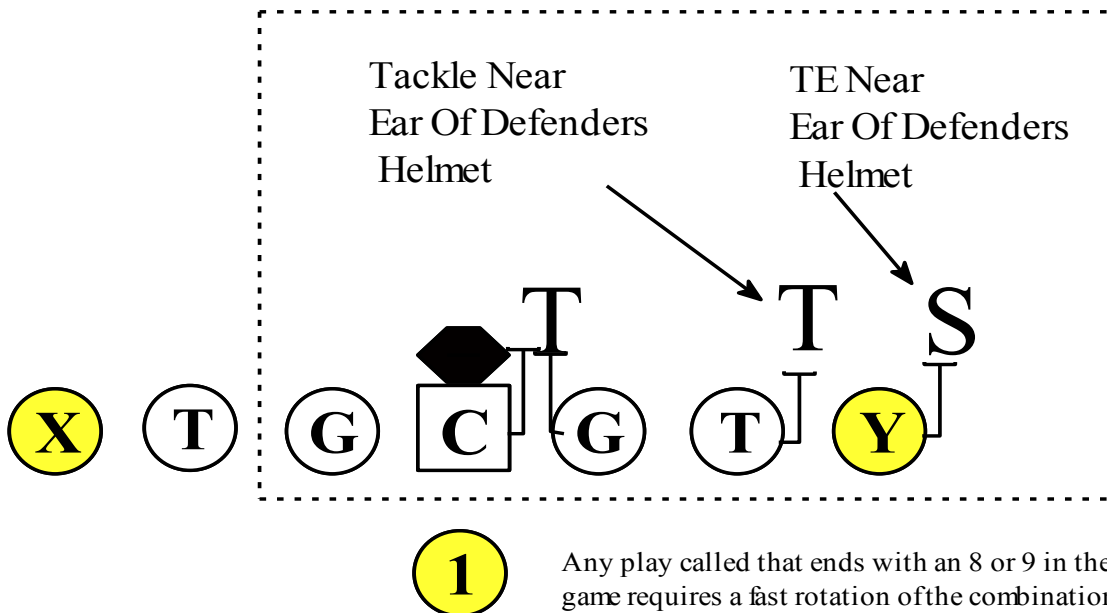 Tackle Near
Ear Of Defenders
Helmet
TE Near
Ear Of Defenders
Helmet
T T S
X T G C G T Y
1
Any play called that ends with an 8 or 9 in the
game requires a fast rotation of the combination